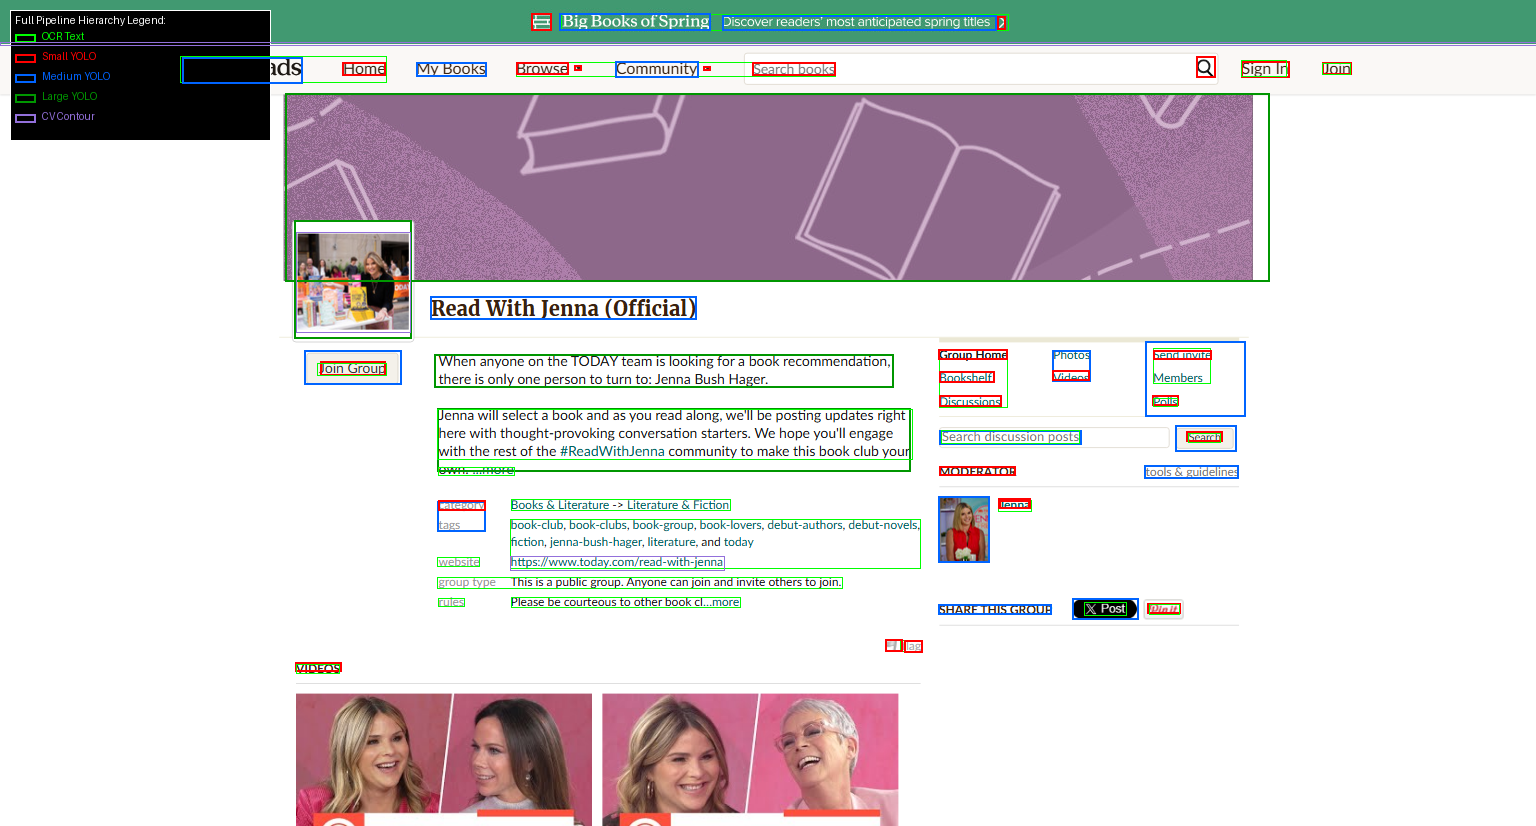 Full Pipeline Hierarchy Legend:
OCR Text
Small YOLO
Medium YOLO
Large YOLO
CV Contour
Big Books of Spring
Discover readers' most anticipated spring titles
ads
Home
My Books
Browse
Community
Search books
Sign In
Join
Read With Jenna (Official)
Join Group
When anyone on the TODAY team is looking for a book recommendation,
there is only one person to turn to: Jenna Bush Hager.
Jenna will select a book and as you read along, we'll be posting updates right
here with thought-provoking conversation starters. We hope you'll engage
with the rest of the #ReadWithJenna community to make this book club your
own. ...more
category Books & Literature -> Literature & Fiction
tags book-club, book-clubs, book-group, book-lovers, debut-authors, debut-novels,
fiction, jenna-bush-hager, literature, and today
website https://www.today.com/read-with-jenna
group type This is a public group. Anyone can join and invite others to join.
rules Please be courteous to other book cl...more
flag
VIDEOS
Group Home Photos Send invite
Bookshelf Videos Members
Discussions Polls
Search discussion posts
Search
MODERATOR tools & guidelines
Jenna
SHARE THIS GROUP
X Post
Pin it